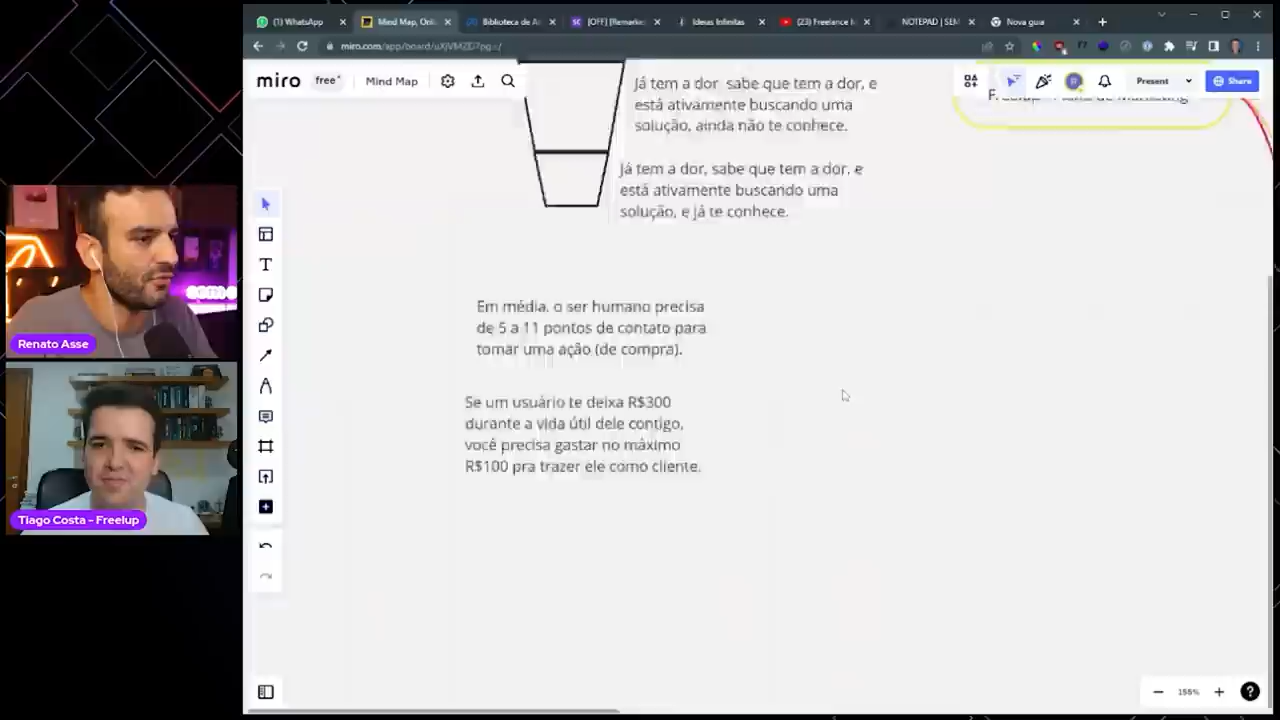 (1) WhatsApp
Mind Map, Onl
Biblioteca de A
[OFF] [Remarke
Ideias Infinitas
(23) Freelance
NOTEPAD | SEM
Nova guia
miro.com/app/board/
miro
free
Mind Map
Present
Share
Já tem a dor sabe que tem a dor, e
está ativamente buscando uma
solução, ainda não te conhece.
Já tem a dor, sabe que tem a dor, e
está ativamente buscando uma
solução, e já te conhece.
Em média, o ser humano precisa
de 5 a 11 pontos de contato para
tomar uma ação (de compra).
Se um usuário te deixa R$300
durante a vida útil dele contigo,
você precisa gastar no máximo
R$100 pra trazer ele como cliente.
Renato Asse
Tiago Costa - Freelup
155%